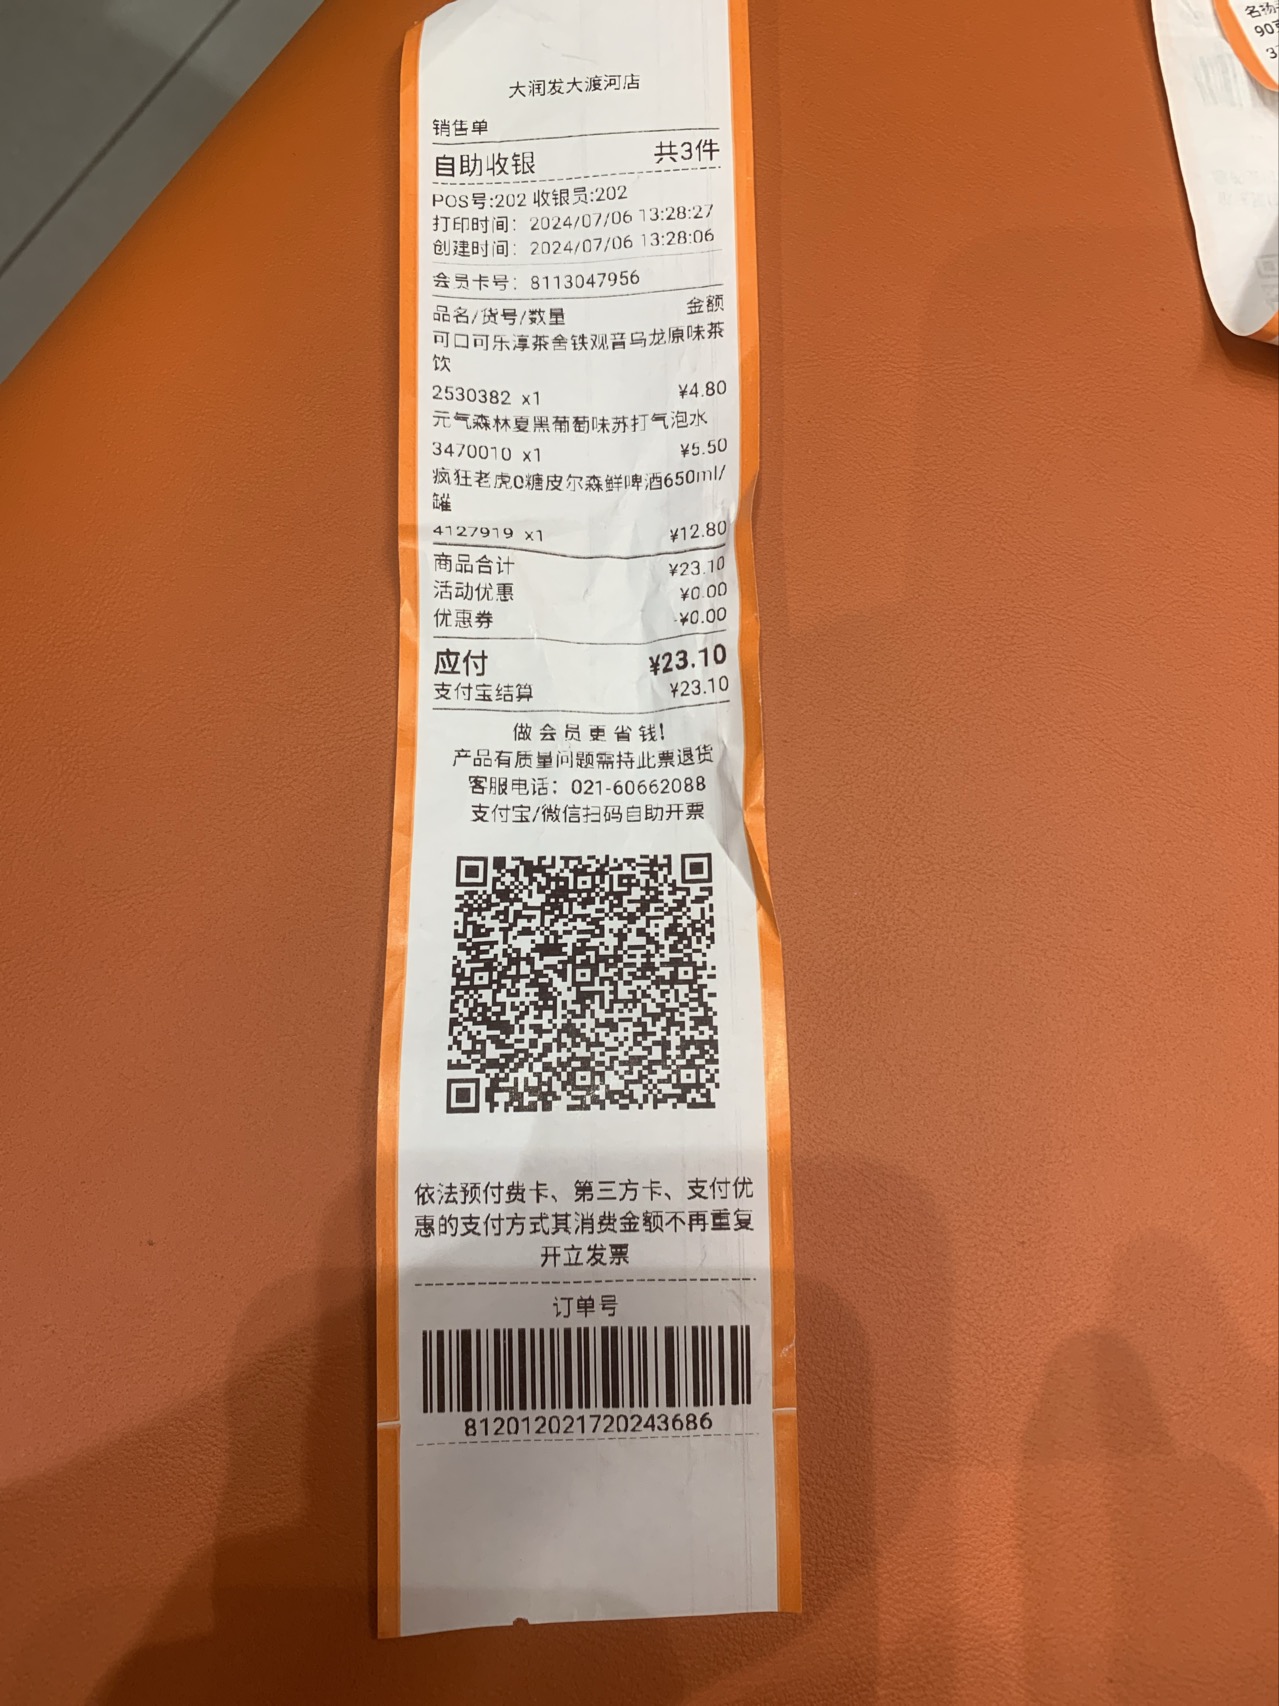 大润发大渡河店
销售单
自助收银 共3件
POS号:202 收银员:202
打印时间: 2024/07/06 13:28:27
创建时间: 2024/07/06 13:28:06
会员卡号: 8113047956
品名/货号/数量 金额
可口可乐淳茶舍铁观音乌龙原味茶
饮
2530382 x1 ¥4.80
元气森林夏黑葡萄味苏打气泡水
3470010 x1 ¥5.50
疯狂老虎0糖皮尔森鲜啤酒650ml/
罐
4127919 x1 ¥12.80
商品合计 ¥23.10
活动优惠 ¥0.00
优惠券 -¥0.00
应付 ¥23.10
支付宝结算 ¥23.10
做会员更省钱!
产品有质量问题需持此票退货
客服电话: 021-60662088
支付宝/微信扫码自助开票
依法预付费卡、第三方卡、支付优
惠的支付方式其消费金额不再重复
开立发票
订单号
812012021720243686
名扬
90
3